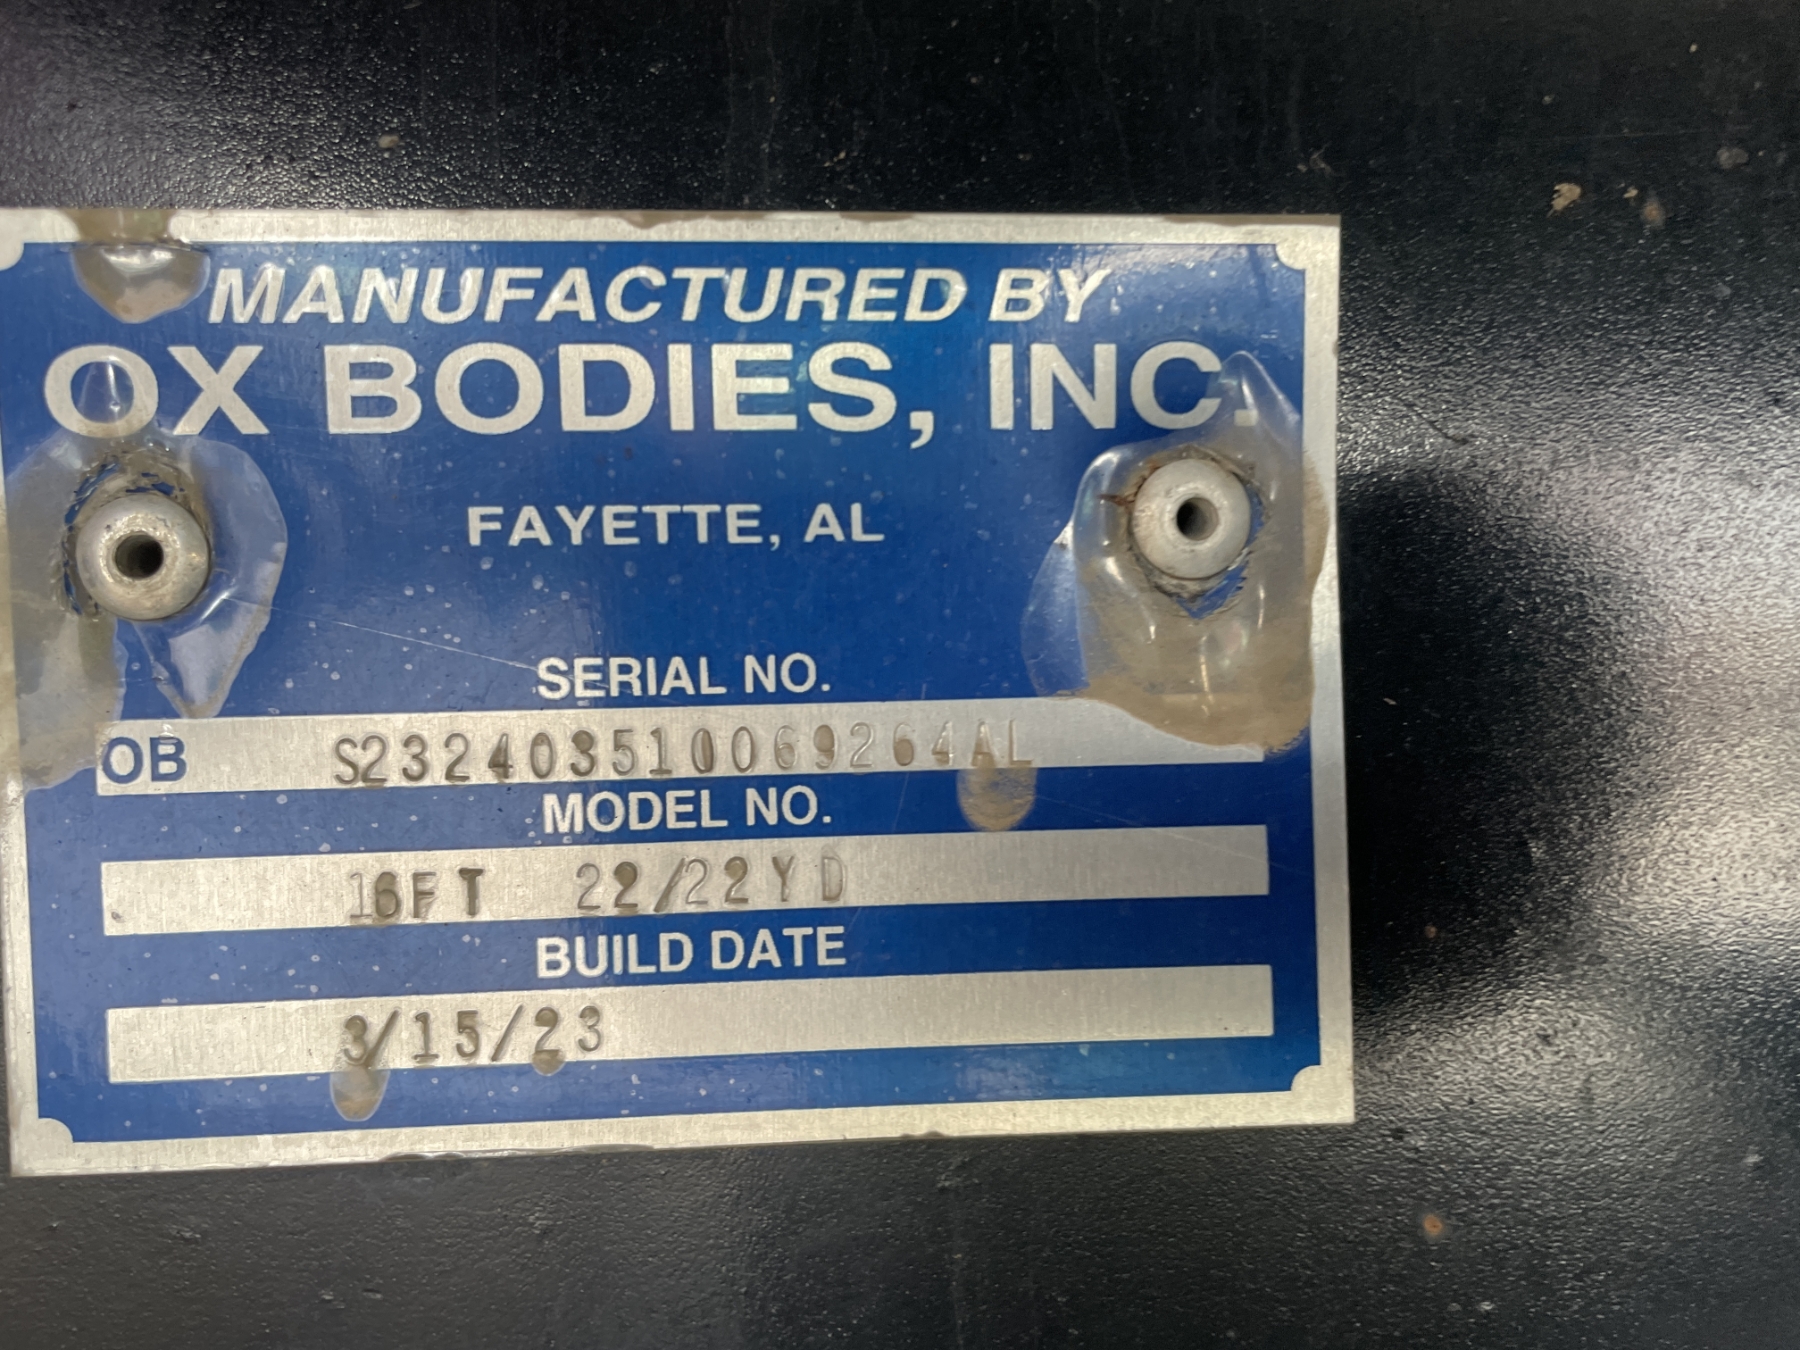 MANUFACTURED BY
OX BODIES, INC.
FAYETTE, AL
SERIAL NO.
OB S232403510069264AL
MODEL NO.
16FT 22/22YD
BUILD DATE
3/15/23